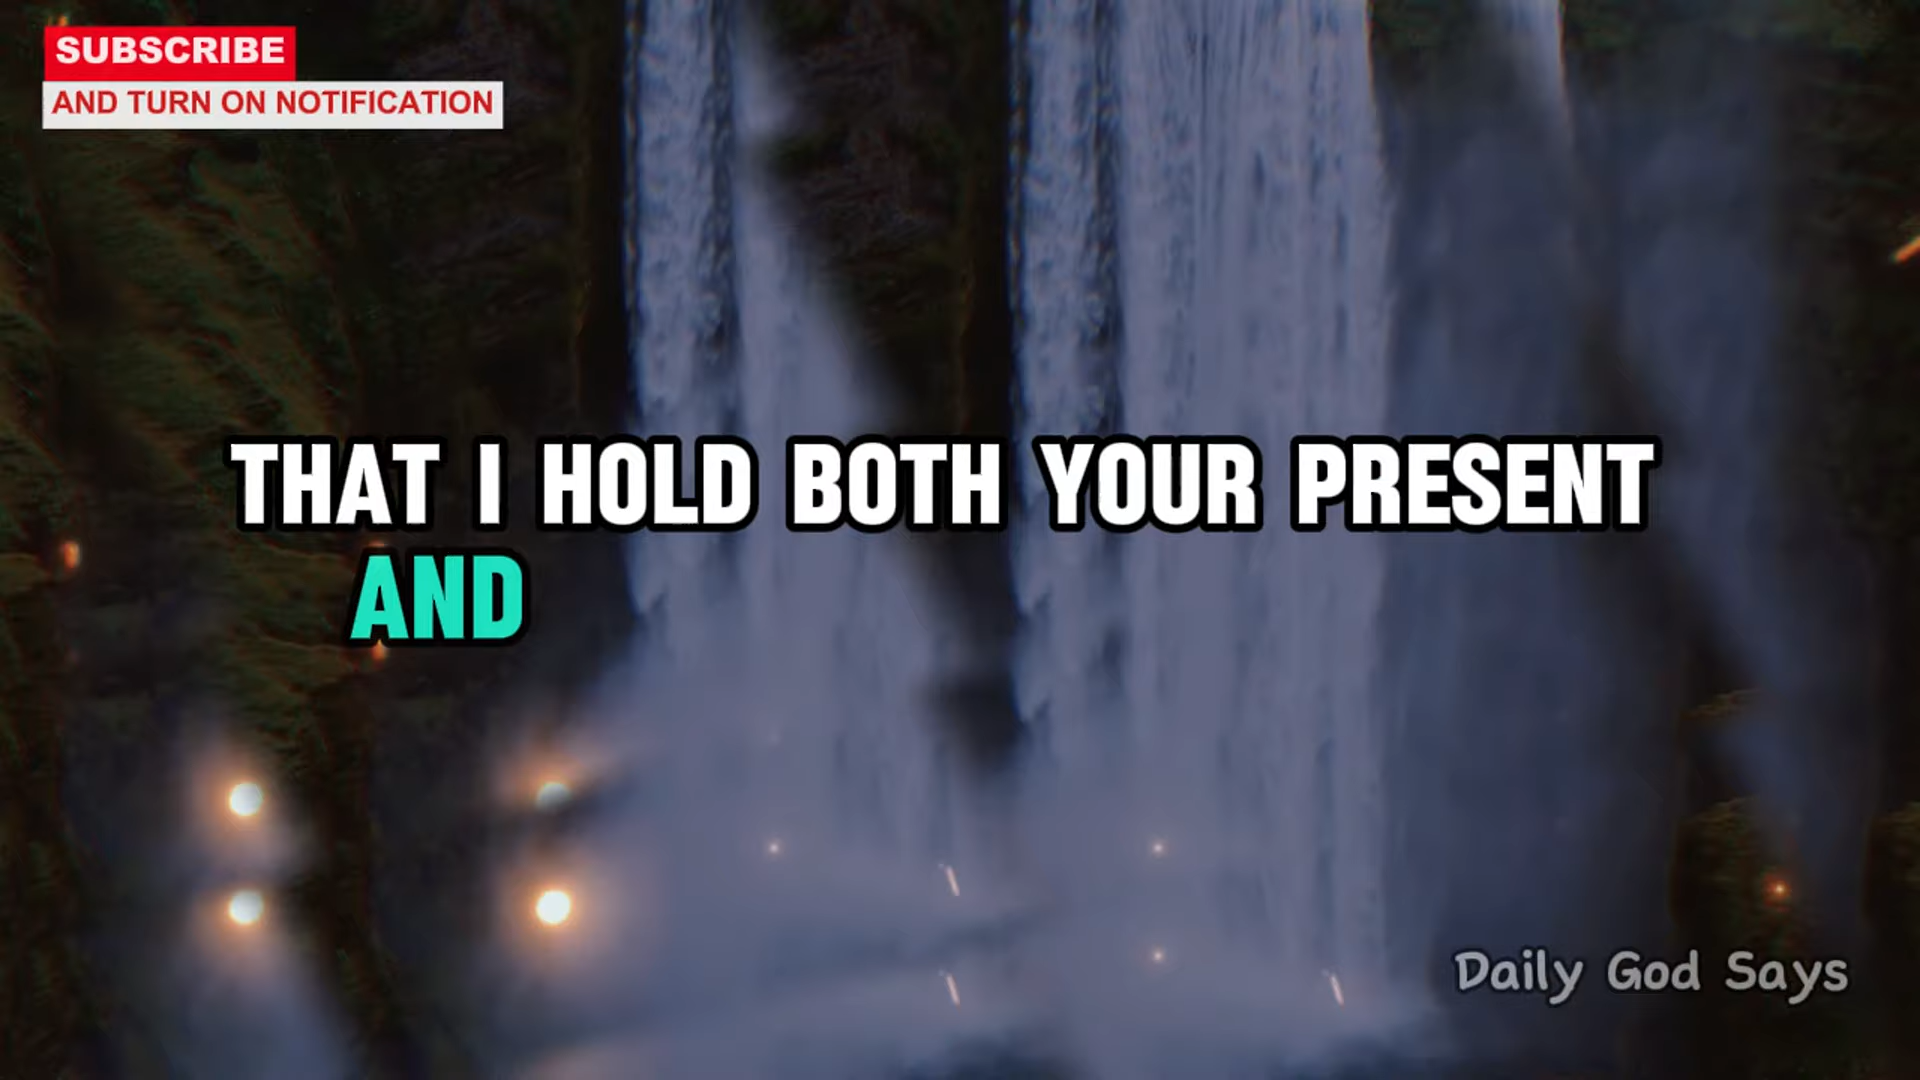 SUBSCRIBE
AND TURN ON NOTIFICATION
THAT I HOLD BOTH YOUR PRESENT
AND
Daily God Says